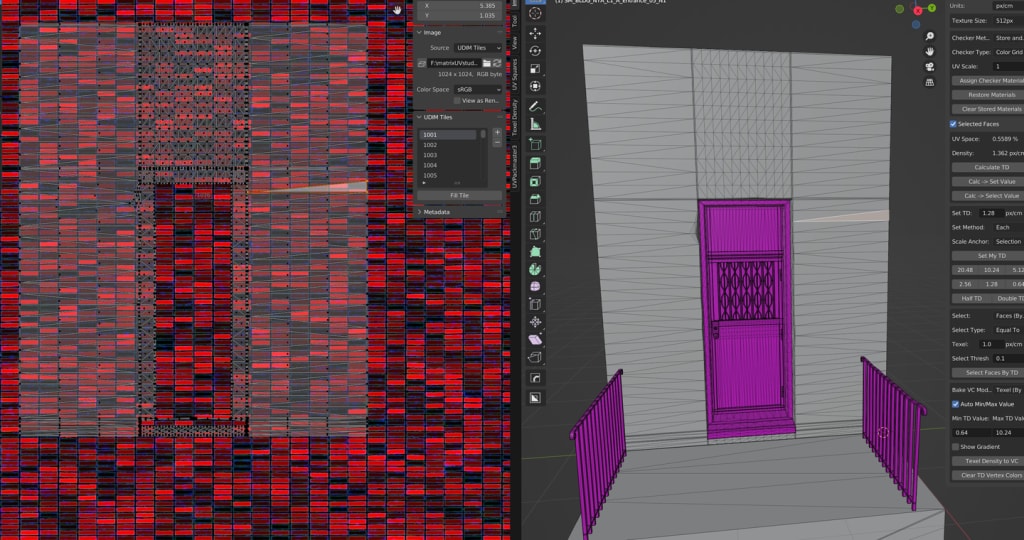 X 5.385
Y 1.035
Image
Source UDIM Tiles
F:\matrixUVstud...
1024 x 1024, RGB byte
Color Space sRGB
View as Ren...
UDIM Tiles
1001
1002
1003
1004
1005
Fill Tile
Metadata
Tool
View
UV Squares
Texel Density
UVPackmaster3
Units: px/cm
Texture Size: 512px
Checker Met... Store and.
Checker Type: Color Grid
UV Scale: 1
Assign Checker Material
Restore Materials
Clear Stored Materials
Selected Faces
UV Space: 0.5589 %
Density: 1.362 px/cm
Calculate TD
Calc -> Set Value
Calc -> Select Value
Set TD: 1.28 px/cm
Set Method: Each
Scale Anchor: Selection
Set My TD
20.48 10.24 5.12
2.56 1.28 0.64
Half TD Double TD
Select: Faces (By.
Select Type: Equal To
Texel: 1.0 px/cm
Select Thresh 0.1
Select Faces By TD
Bake VC Mod... Texel (By
Auto Min/Max Value
Min TD Value: Max TD Val
0.64 10.24
Show Gradient
Texel Density to VC
Clear TD Vertex Colors